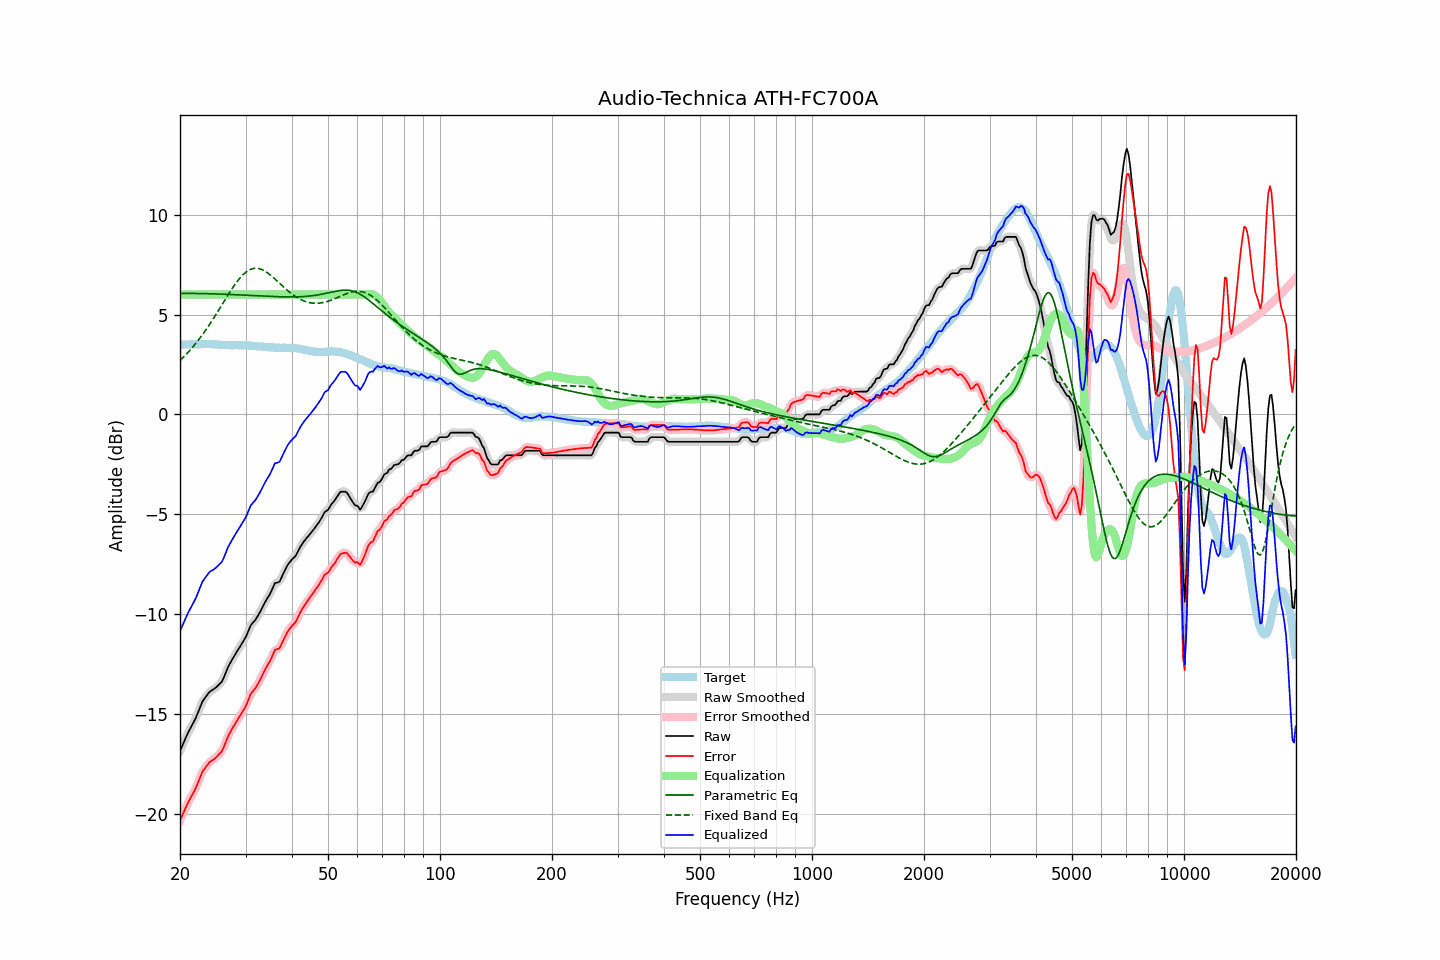 Audio-Technica ATH-FC700A
Amplitude (dBr)
10
5
0
−5
−10
−15
−20
20
50
100
200
500
1000
2000
5000
10000
20000
Frequency (Hz)
Target
Raw Smoothed
Error Smoothed
Raw
Error
Equalization
Parametric Eq
Fixed Band Eq
Equalized